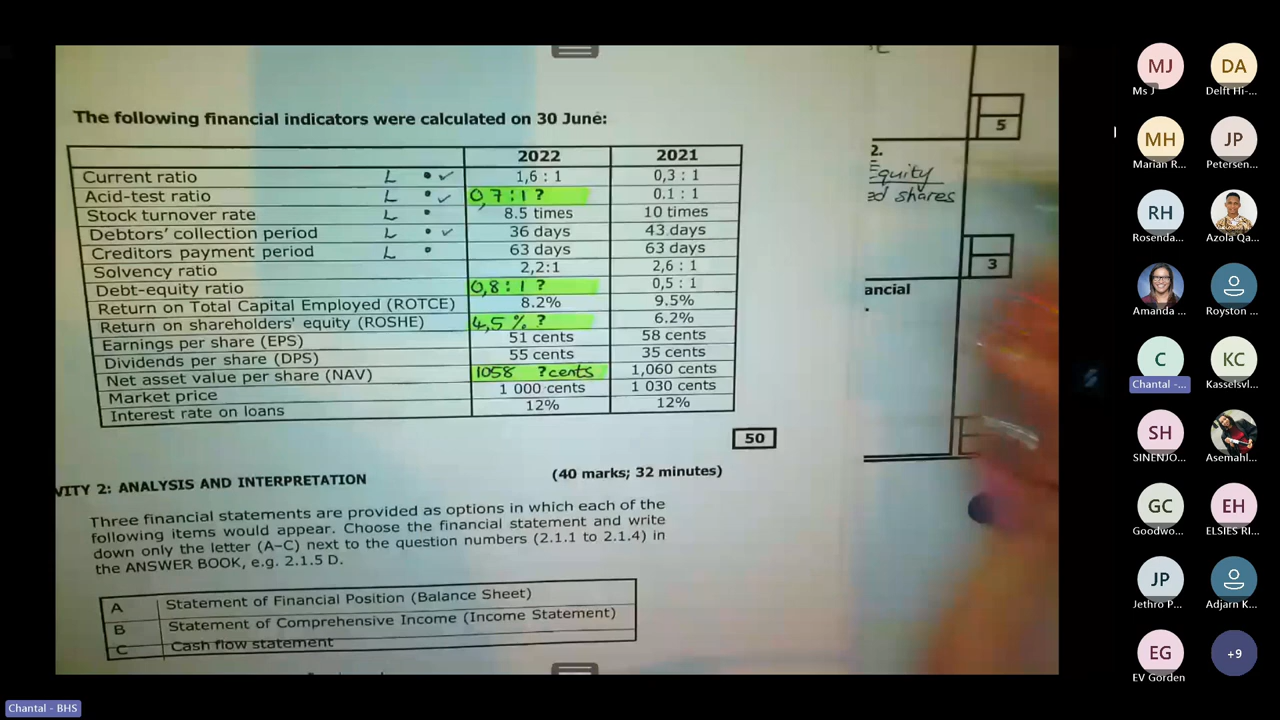 The following financial indicators were calculated on 30 June:
2022 2021
Current ratio L • ✓ 1,6 : 1 0,3 : 1
Acid-test ratio L • ✓ 0,7 : 1 ? 0.1 : 1
Stock turnover rate L • 8.5 times 10 times
Debtors' collection period L • ✓ 36 days 43 days
Creditors payment period L • 63 days 63 days
Solvency ratio 2,2:1 2,6 : 1
Debt-equity ratio 0,8 : 1 ? 0,5 : 1
Return on Total Capital Employed (ROTCE) 8.2% 9.5%
Return on shareholders' equity (ROSHE) 4,5 % ? 6.2%
Earnings per share (EPS) 51 cents 58 cents
Dividends per share (DPS) 55 cents 35 cents
Net asset value per share (NAV) 1058 ?cents 1,060 cents
Market price 1 000 cents 1 030 cents
Interest rate on loans 12% 12%
50
VITY 2: ANALYSIS AND INTERPRETATION (40 marks; 32 minutes)
Three financial statements are provided as options in which each of the
following items would appear. Choose the financial statement and write
down only the letter (A–C) next to the question numbers (2.1.1 to 2.1.4) in
the ANSWER BOOK, e.g. 2.1.5 D.
A Statement of Financial Position (Balance Sheet)
B Statement of Comprehensive Income (Income Statement)
C Cash flow statement
5
2.
Equity
ed shares
3
ancial
MJ
Ms J
DA
Delft Hi-...
MH
Marian R...
JP
Petersen...
RH
Rosenda...
Azola Qa...
Amanda ...
Royston ...
C
Chantal -...
KC
Kasselsvl...
SH
SINENJO...
Asemahl...
GC
Goodwo...
EH
ELSIES RI...
JP
Jethro P...
Adjarn K...
EG
EV Gorden
+9
Chantal - BHS